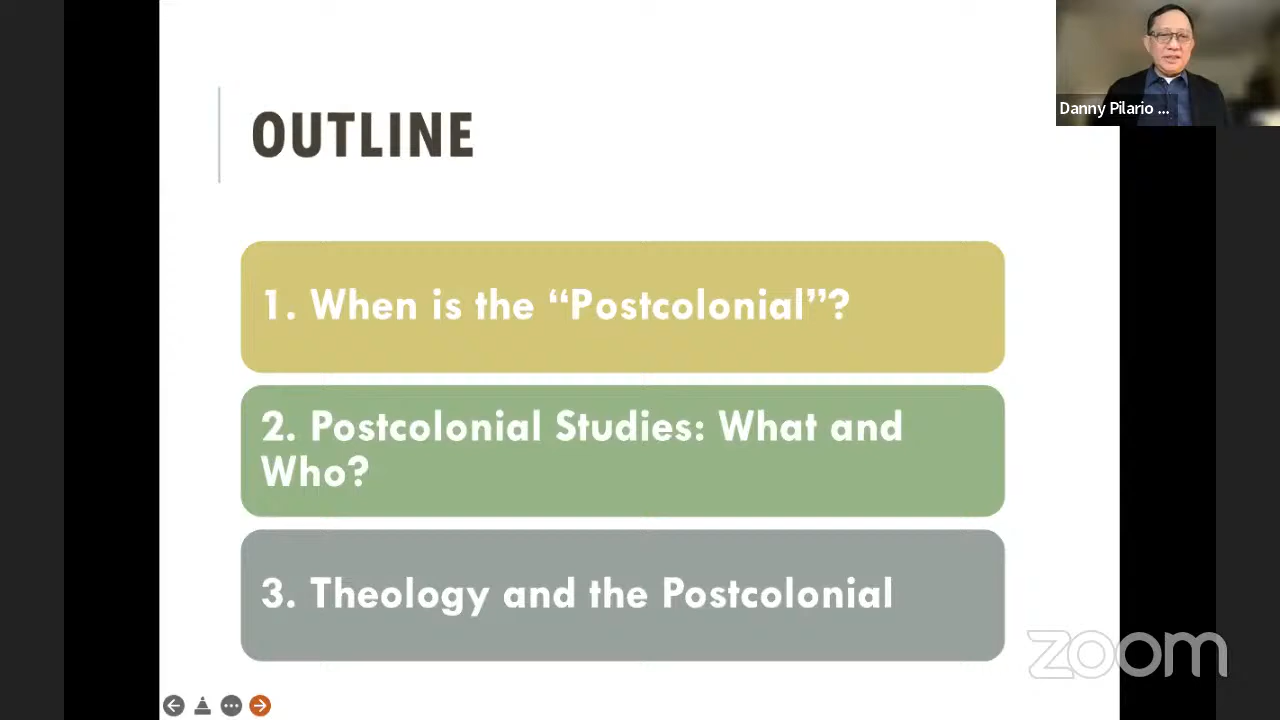 Danny Pilario ...
OUTLINE
1. When is the “Postcolonial”?
2. Postcolonial Studies: What and
Who?
3. Theology and the Postcolonial
zoom